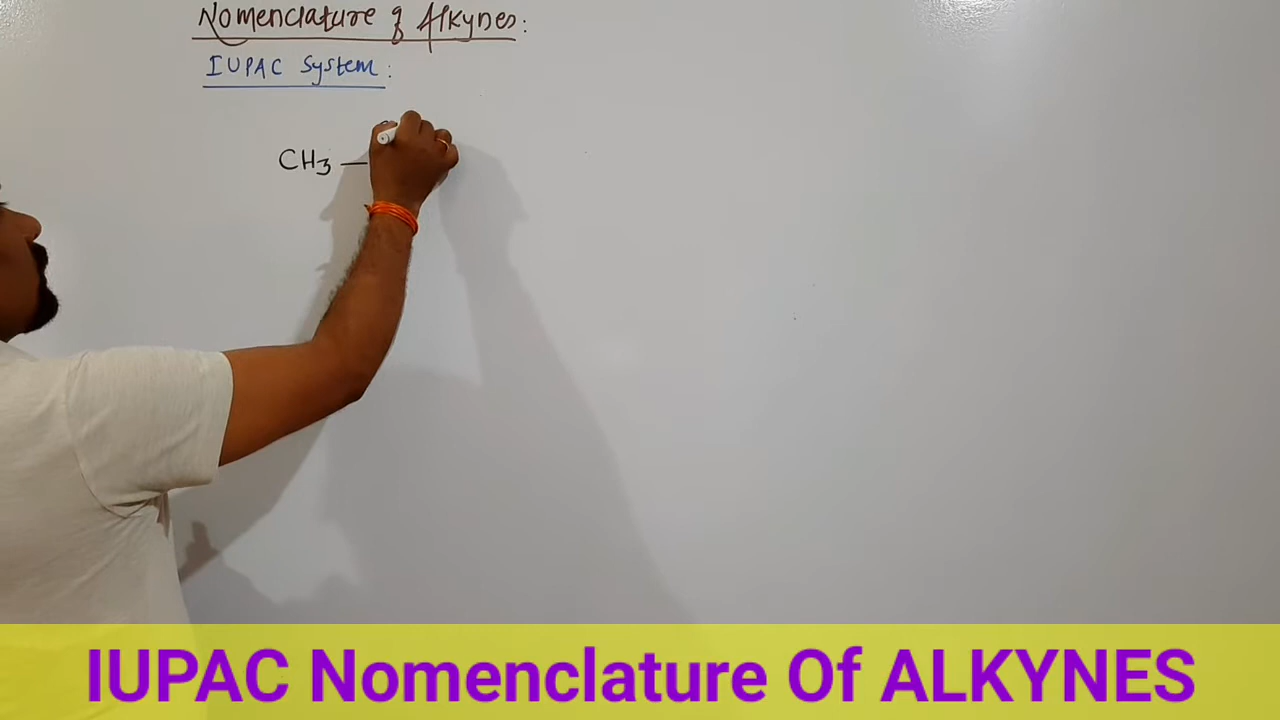 Nomenclature of Alkynes:
IUPAC System:
CH3 —
IUPAC Nomenclature Of ALKYNES